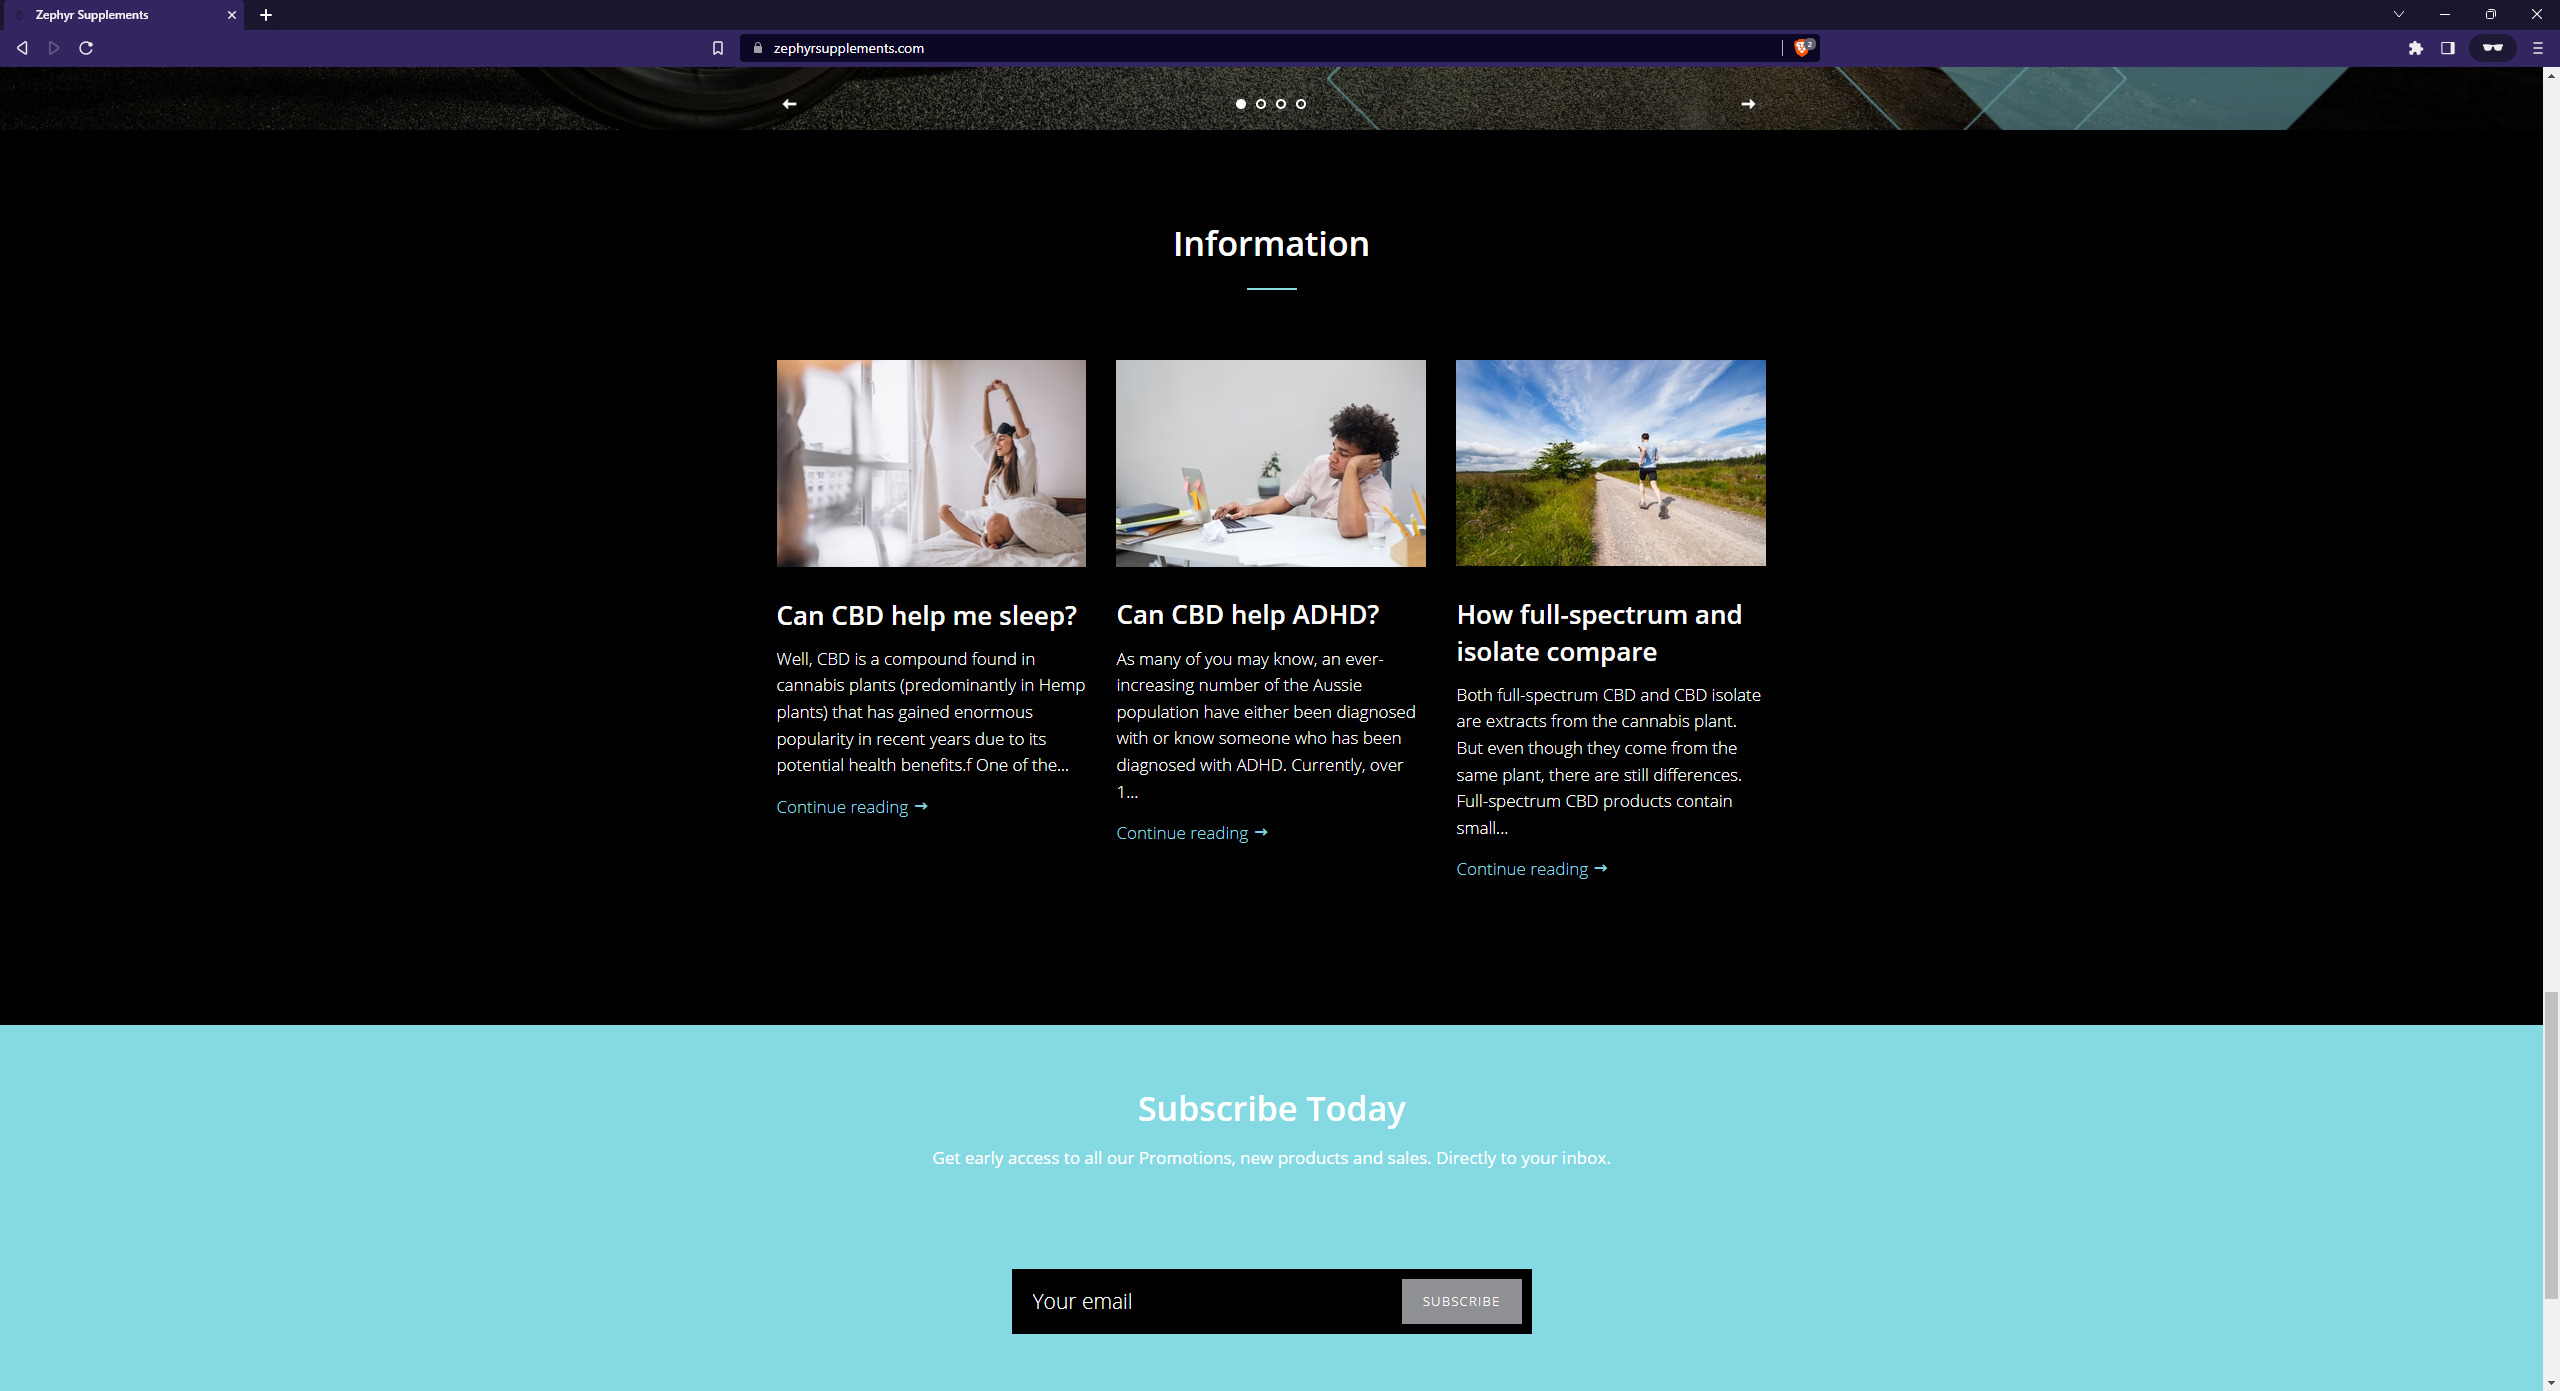 Zephyr Supplements
zephyrsupplements.com
2
Information
Can CBD help me sleep?
Well, CBD is a compound found in
cannabis plants (predominantly in Hemp
plants) that has gained enormous
popularity in recent years due to its
potential health benefits.f One of the...
Continue reading →
Can CBD help ADHD?
As many of you may know, an ever-
increasing number of the Aussie
population have either been diagnosed
with or know someone who has been
diagnosed with ADHD. Currently, over
1...
Continue reading →
How full-spectrum and
isolate compare
Both full-spectrum CBD and CBD isolate
are extracts from the cannabis plant.
But even though they come from the
same plant, there are still differences.
Full-spectrum CBD products contain
small...
Continue reading →
Subscribe Today
Get early access to all our Promotions, new products and sales. Directly to your inbox.
Your email
SUBSCRIBE